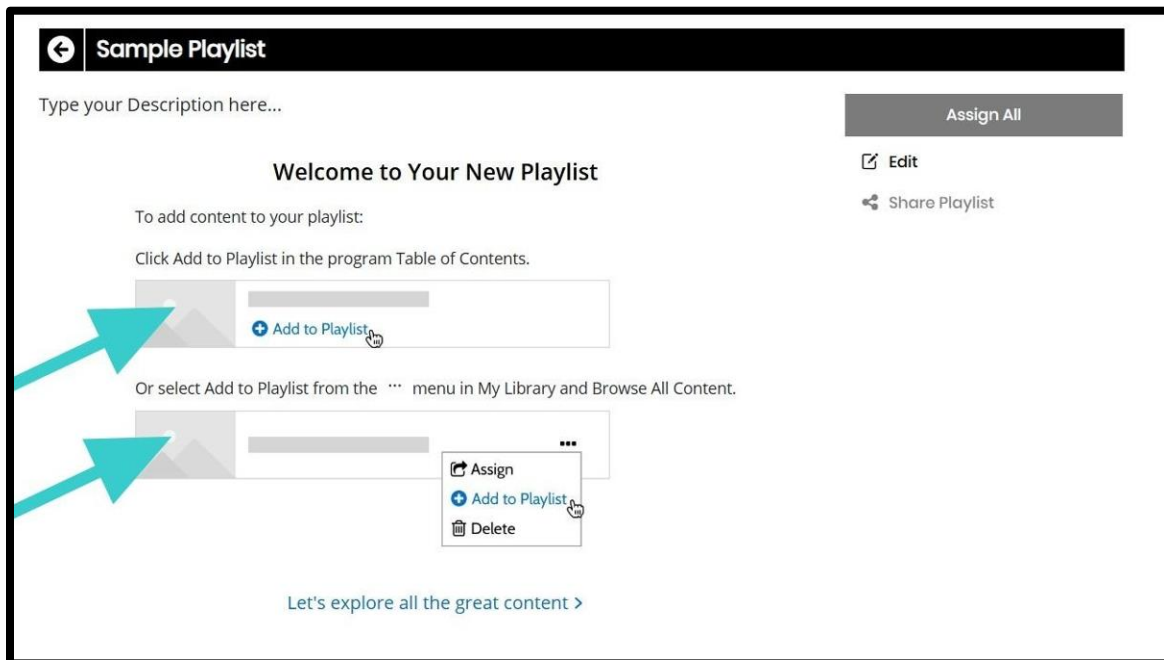 Sample Playlist
Type your Description here...
Assign All
Edit
Share Playlist
Welcome to Your New Playlist
To add content to your playlist:
Click Add to Playlist in the program Table of Contents.
Add to Playlist
Or select Add to Playlist from the ··· menu in My Library and Browse All Content.
Assign
Add to Playlist
Delete
Let's explore all the great content >